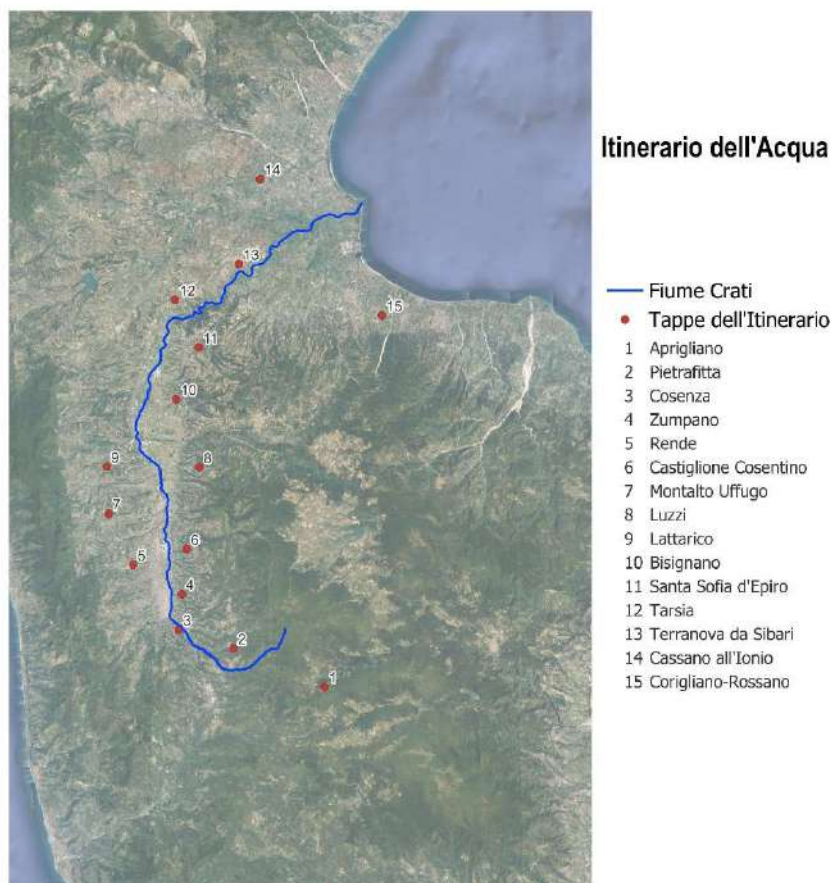 Itinerario dell'Acqua
Fiume Crati
Tappe dell'Itinerario
1 Aprigliano
2 Pietrafitta
3 Cosenza
4 Zumpano
5 Rende
6 Castiglione Cosentino
7 Montalto Uffugo
8 Luzzi
9 Lattarico
10 Bisignano
11 Santa Sofia d'Epiro
12 Tarsia
13 Terranova da Sibari
14 Cassano all'Ionio
15 Corigliano-Rossano
14
13
12
15
11
10
9
8
7
6
5
4
3
2
1